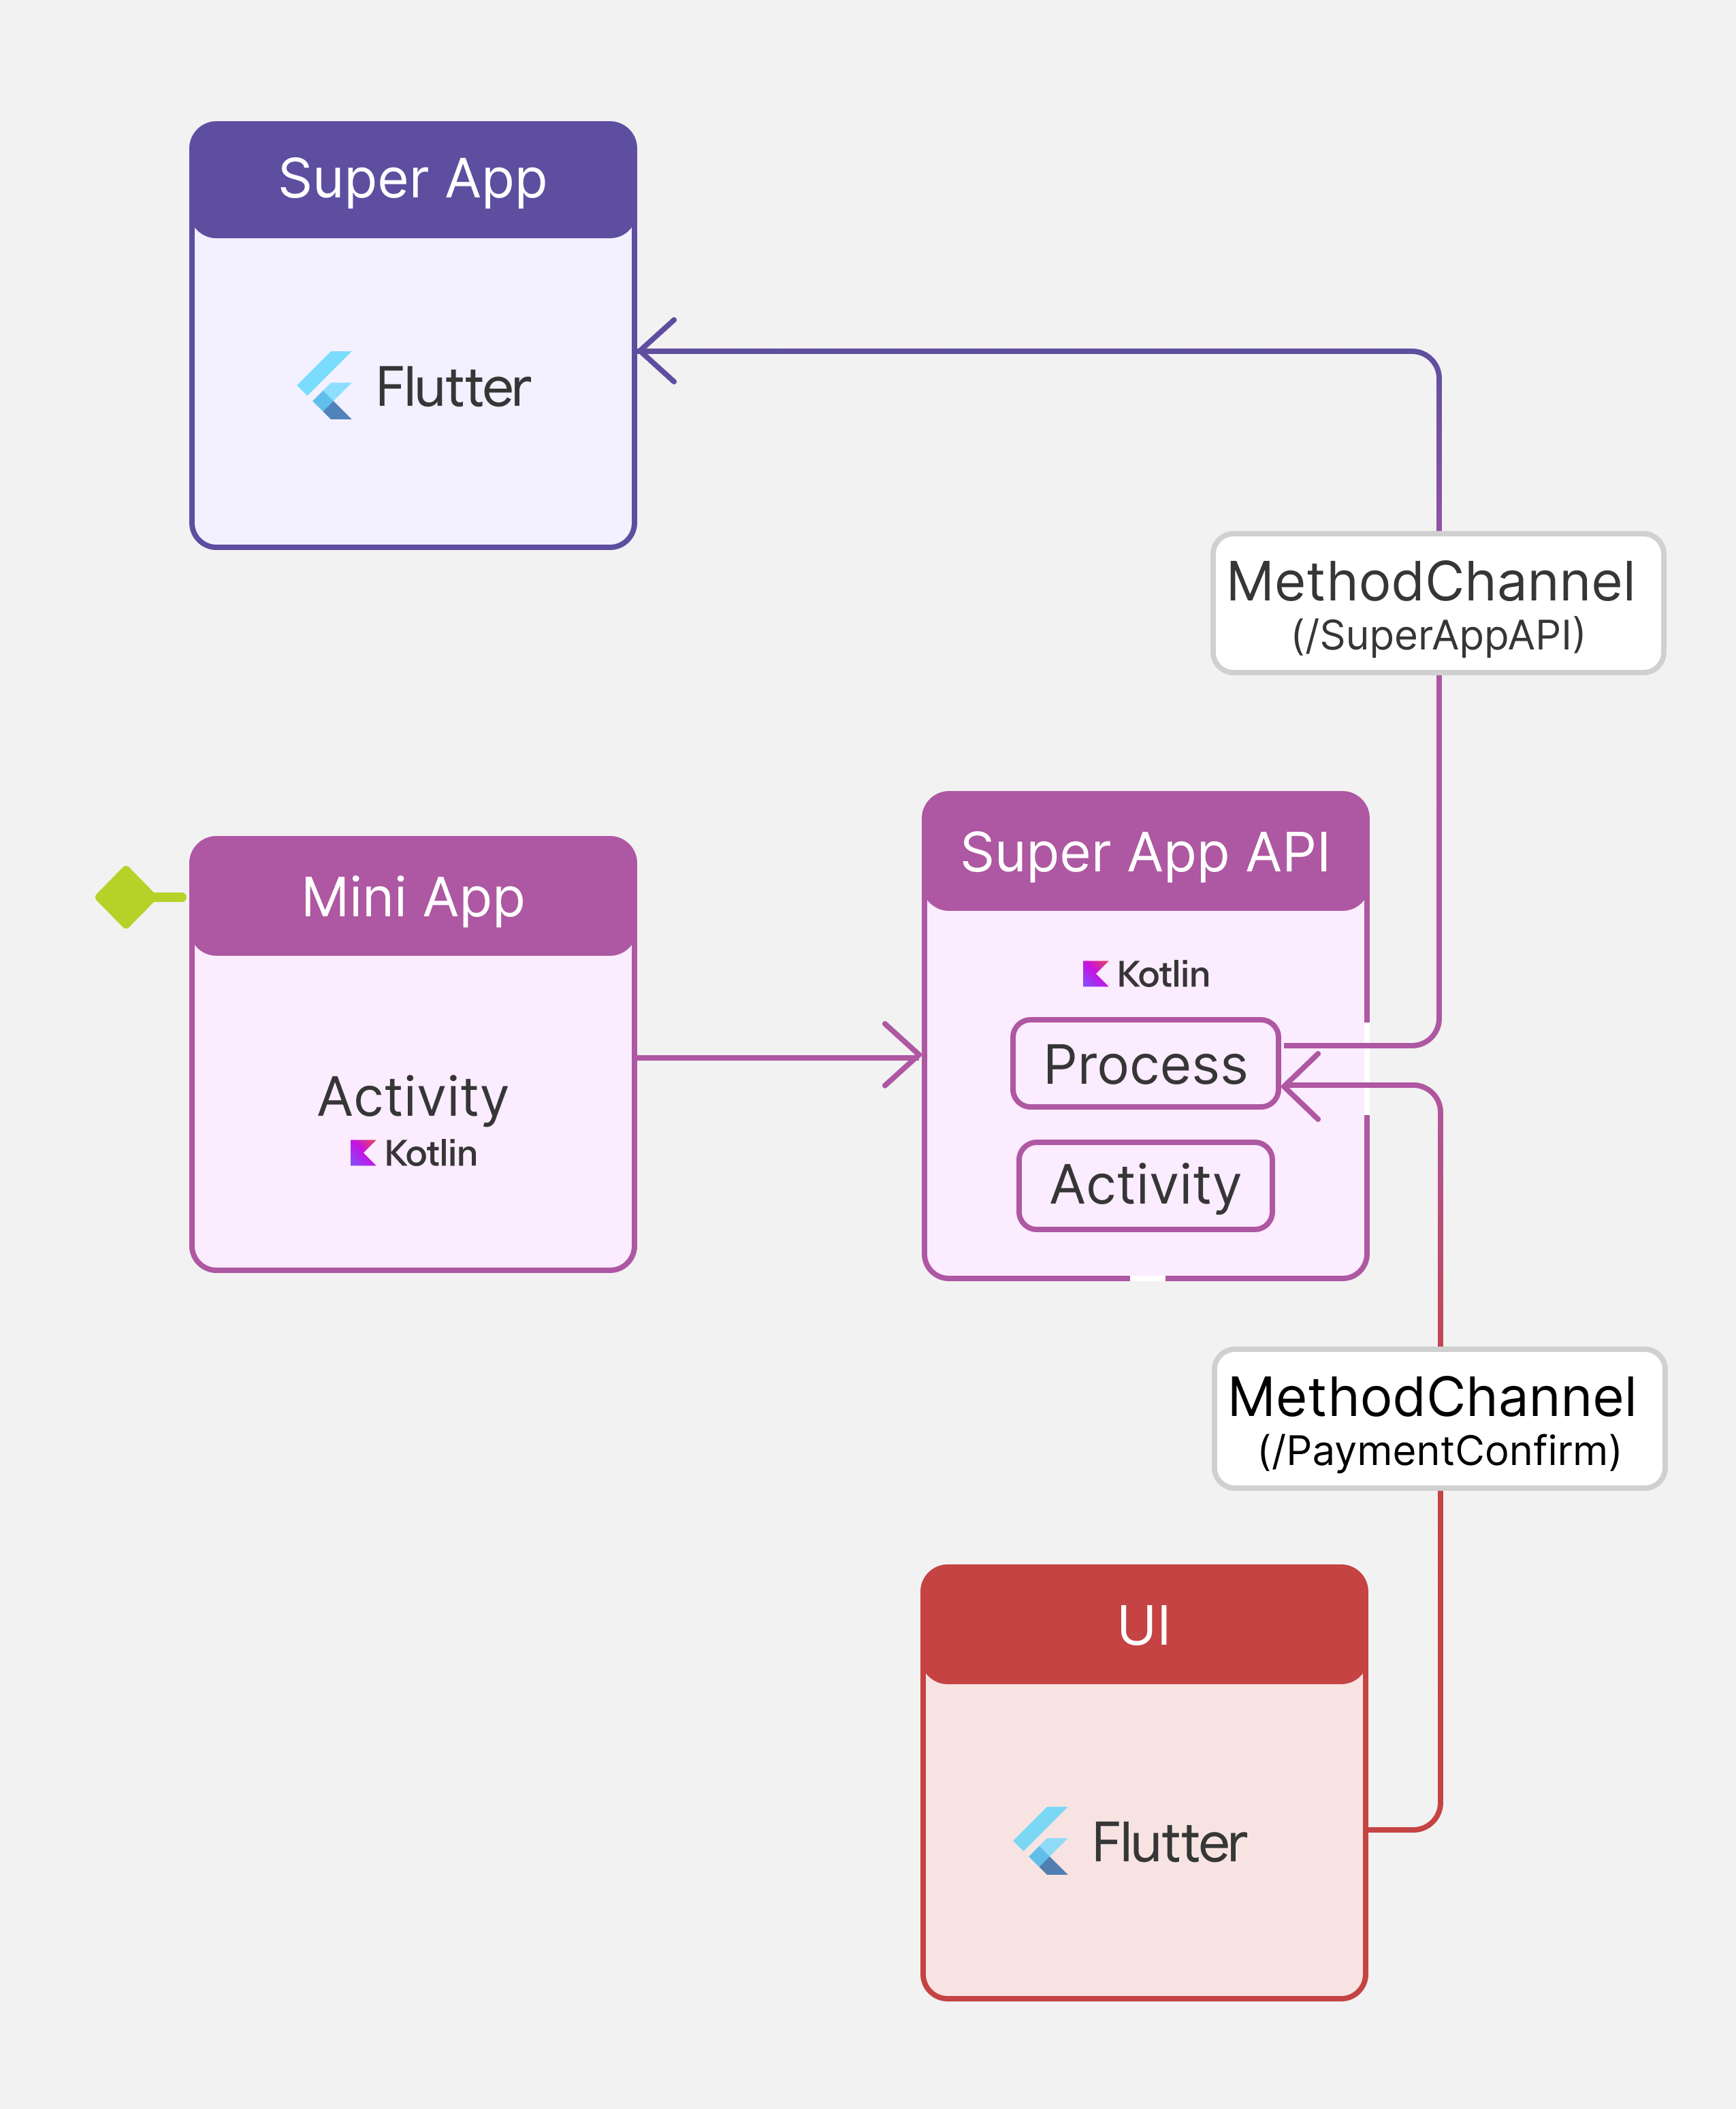 Super App
Flutter
MethodChannel
(/SuperAppAPI)
Mini App
Activity
Kotlin
Super App API
Kotlin
Process
Activity
MethodChannel
(/PaymentConfirm)
UI
Flutter